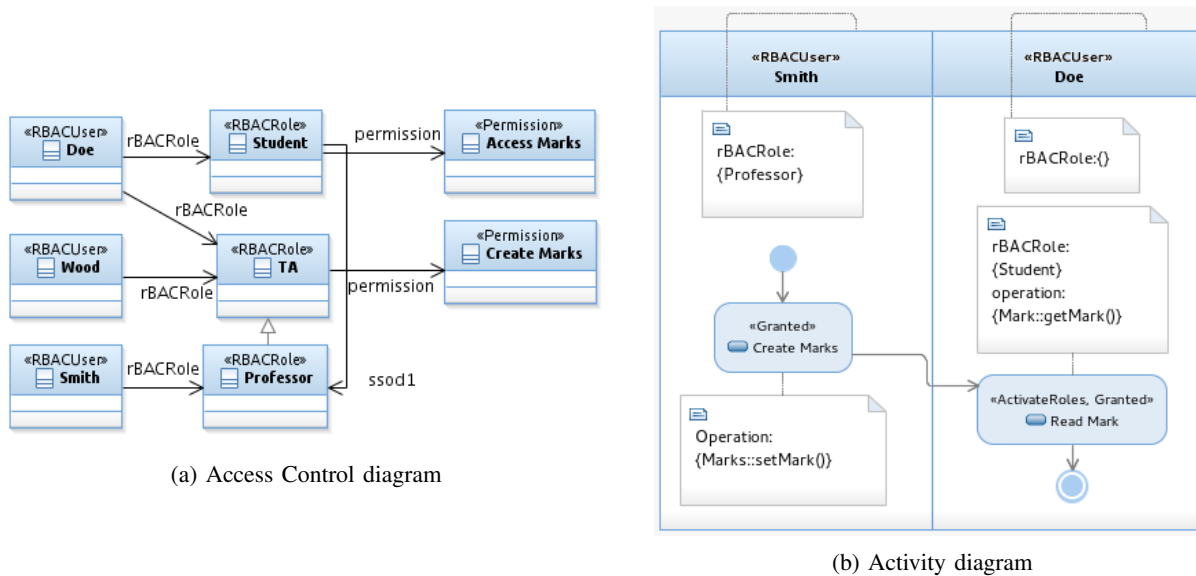 «RBACUser»
Doe
rBACRole
«RBACRole»
Student
permission
«Permission»
Access Marks
rBACRole
«RBACUser»
Wood
rBACRole
«RBACRole»
TA
permission
«Permission»
Create Marks
«RBACUser»
Smith
rBACRole
«RBACRole»
Professor
ssod1
(a) Access Control diagram
«RBACUser»
Smith
«RBACUser»
Doe
rBACRole:
{Professor}
rBACRole:{}
rBACRole:
{Student}
operation:
{Mark::getMark()}
«Granted»
Create Marks
«ActivateRoles, Granted»
Read Mark
Operation:
{Marks::setMark()}
(b) Activity diagram